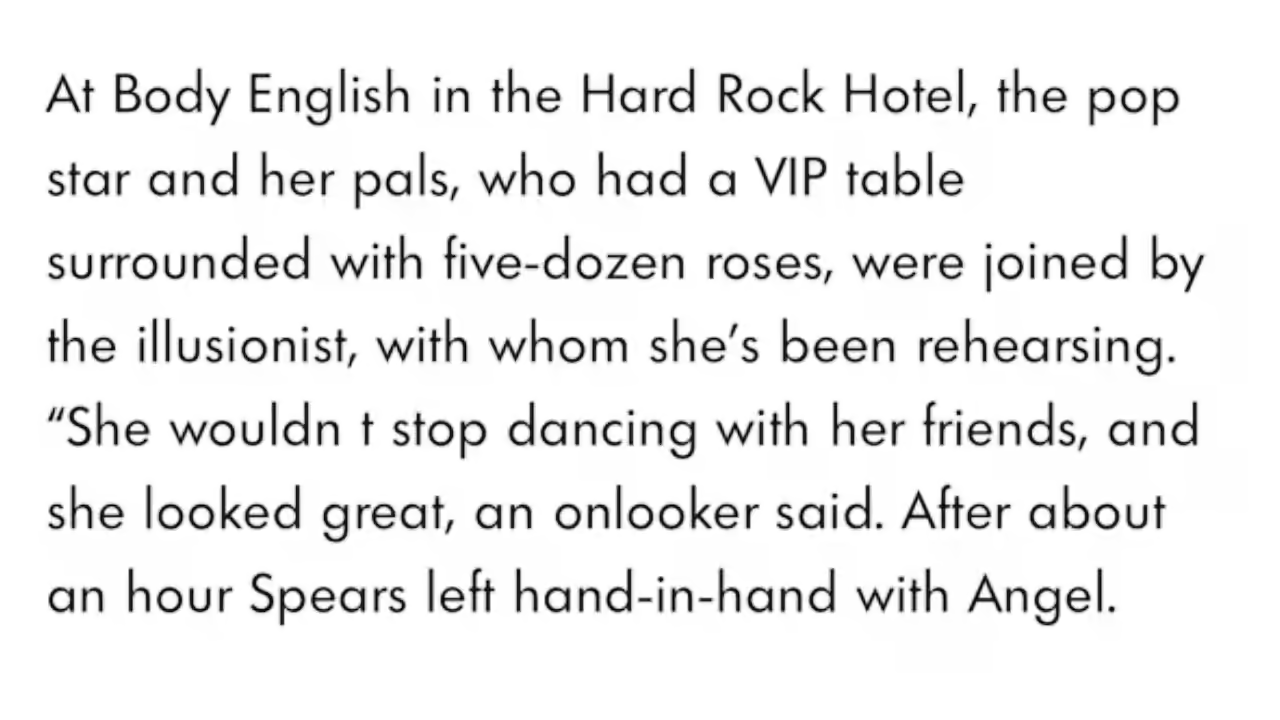 At Body English in the Hard Rock Hotel, the pop
star and her pals, who had a VIP table
surrounded with five-dozen roses, were joined by
the illusionist, with whom she’s been rehearsing.
“She wouldn t stop dancing with her friends, and
she looked great, an onlooker said. After about
an hour Spears left hand-in-hand with Angel.